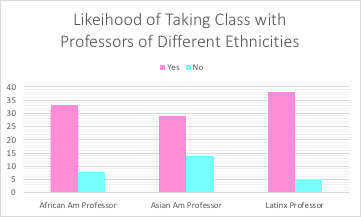 Likeihood of Taking Class with
Professors of Different Ethnicities
Yes No
40
35
30
25
20
15
10
5
0
African Am Professor Asian Am Professor Latinx Professor